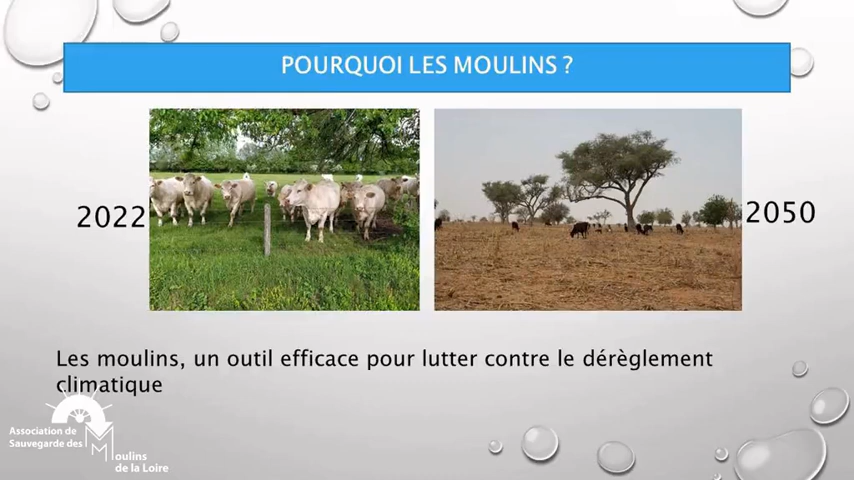 POURQUOI LES MOULINS ?
2022
2050
Les moulins, un outil efficace pour lutter contre le dérèglement
climatique
Association de
Sauvegarde des
Moulins
de la Loire